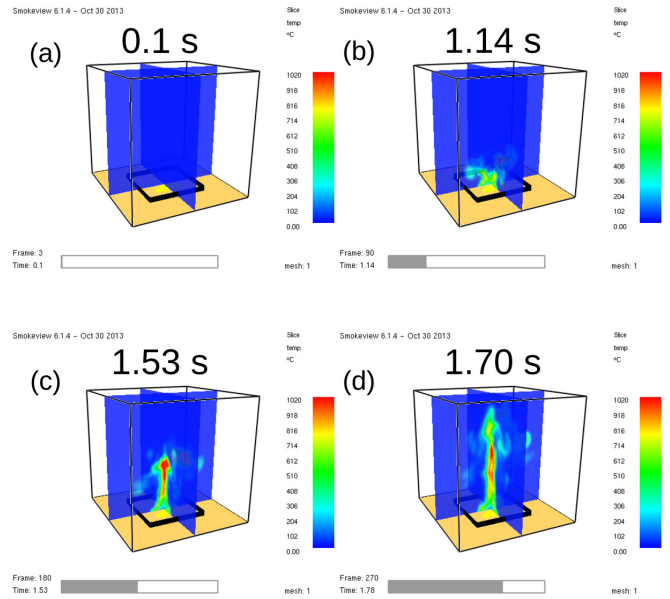 Smokeview 6.1.4 - Oct 30 2013
(a)
0.1 s
Slice
temp
ºC
1020
918
816
714
612
510
408
306
204
102
0.00
Frame: 3
Time: 0.1
mesh: 1
Smokeview 6.1.4 - Oct 30 2013
(b)
1.14 s
Slice
temp
ºC
1020
918
816
714
612
510
408
306
204
102
0.00
Frame: 90
Time: 1.14
mesh: 1
Smokeview 6.1.4 - Oct 30 2013
(c)
1.53 s
Slice
temp
ºC
1020
918
816
714
612
510
408
306
204
102
0.00
Frame: 180
Time: 1.53
mesh: 1
Smokeview 6.1.4 - Oct 30 2013
(d)
1.70 s
Slice
temp
ºC
1020
918
816
714
612
510
408
306
204
102
0.00
Frame: 270
Time: 1.78
mesh: 1